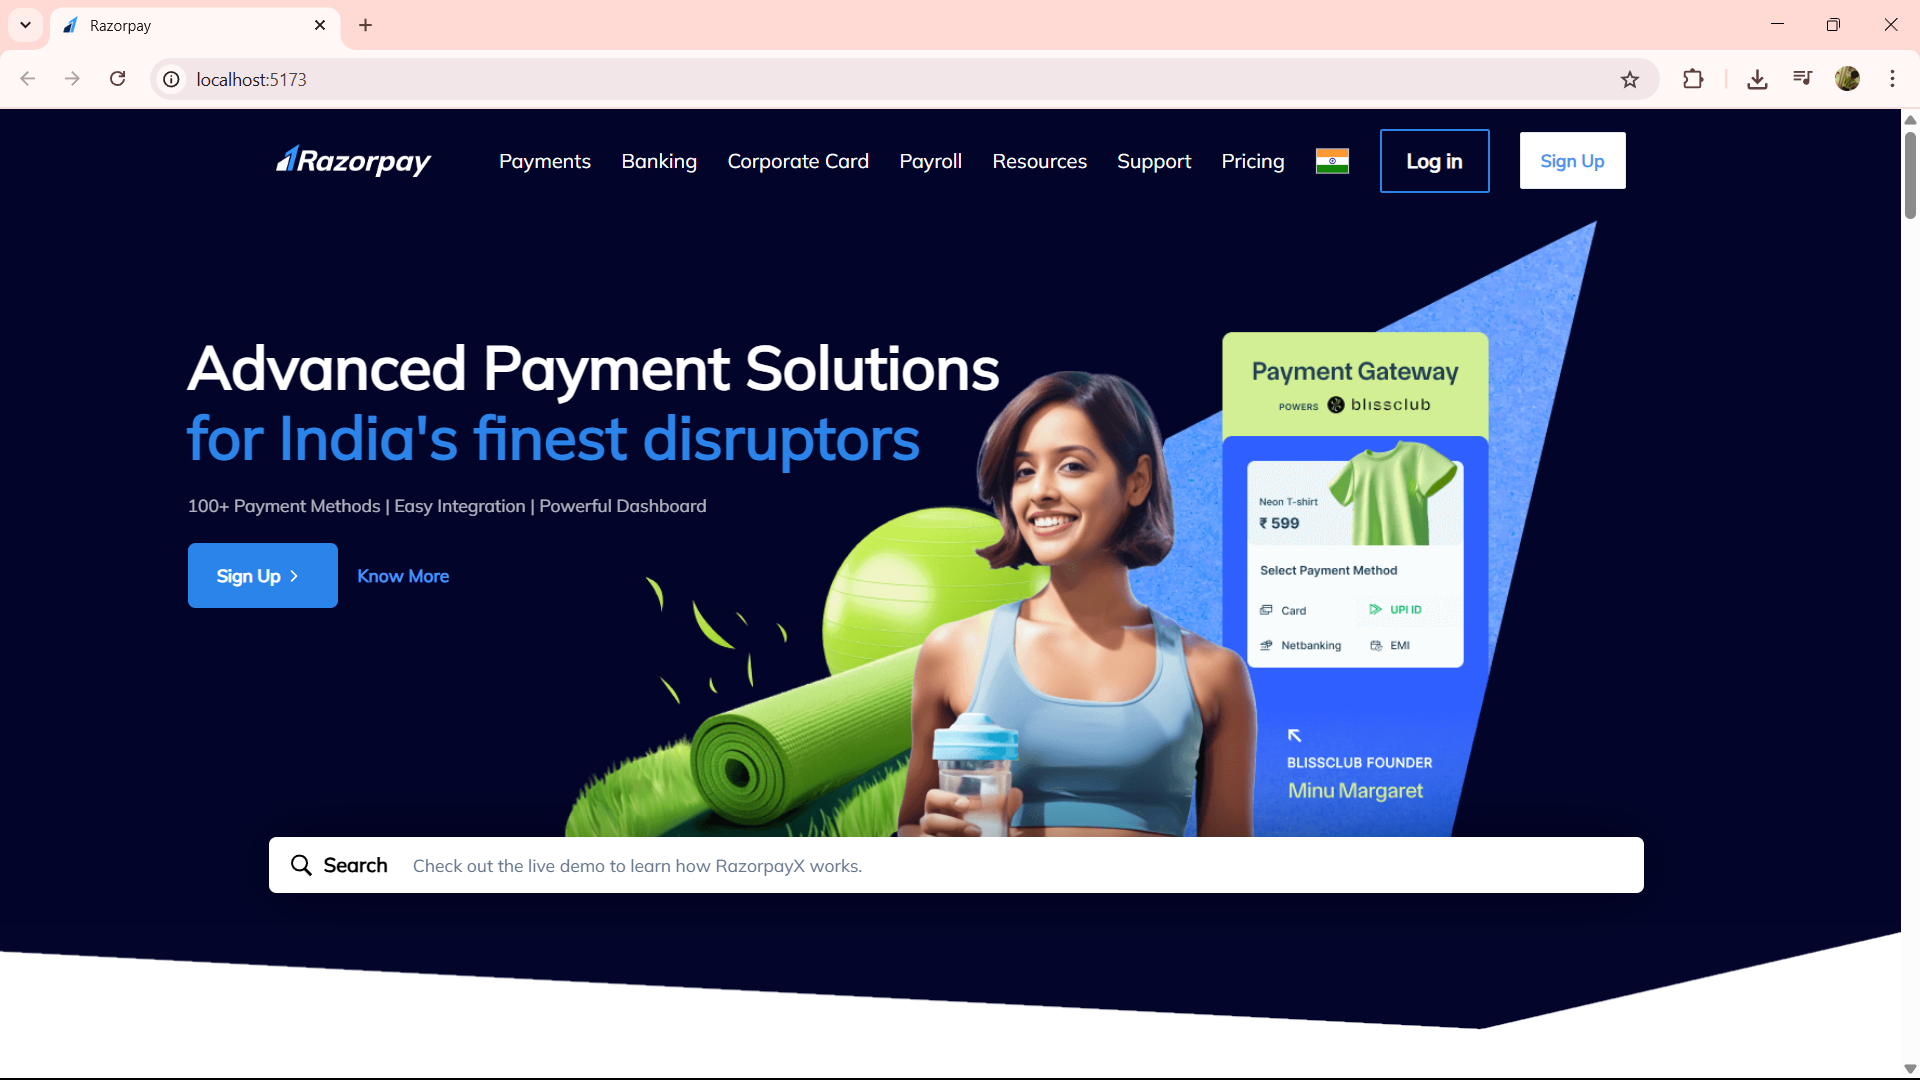 Razorpay
localhost:5173
Razorpay Payments Banking Corporate Card Payroll Resources Support Pricing Log in Sign Up
Advanced Payment Solutions
for India's finest disruptors
100+ Payment Methods | Easy Integration | Powerful Dashboard
Sign Up Know More
Payment Gateway
POWERS blissclub
Neon T-shirt
₹ 599
Select Payment Method
Card UPI ID
Netbanking EMI
BLISSCLUB FOUNDER
Minu Margaret
Search Check out the live demo to learn how RazorpayX works.